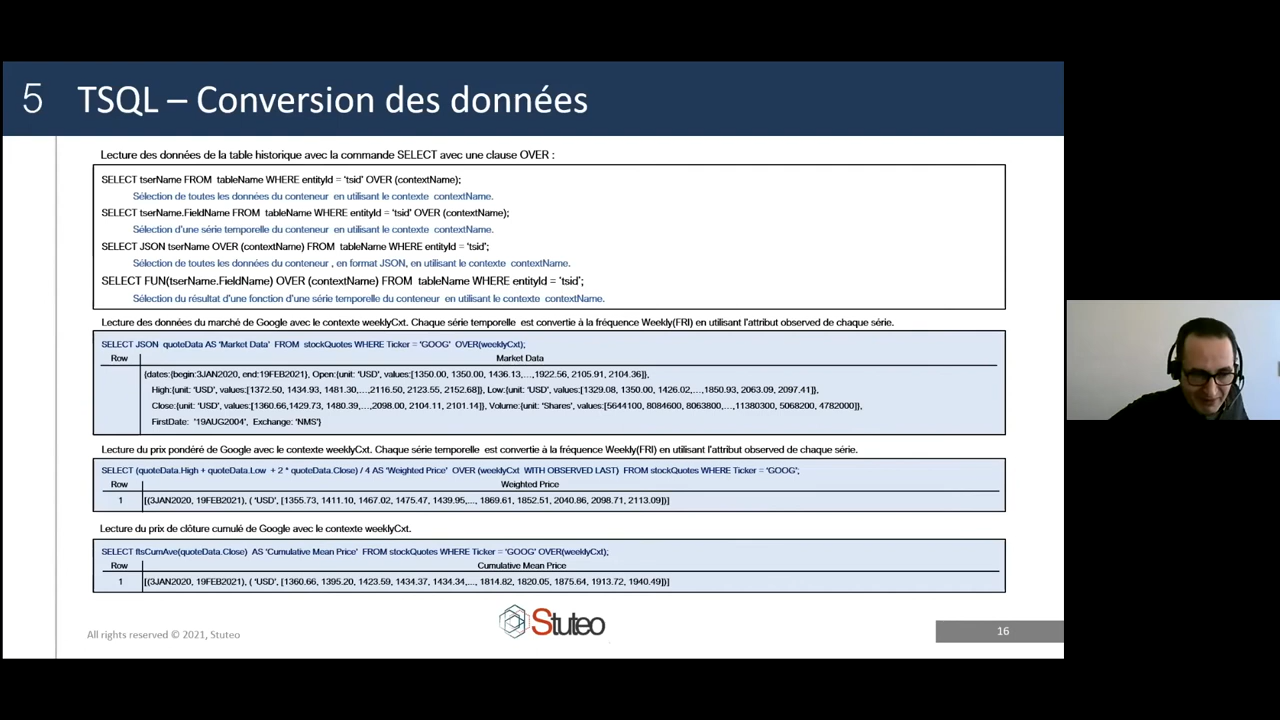 5 TSQL – Conversion des données
Lecture des données de la table historique avec la commande SELECT avec une clause OVER :
SELECT tserName FROM tableName WHERE entityId = 'tsid' OVER (contextName);
Sélection de toutes les données du conteneur en utilisant le contexte contextName.
SELECT tserName.FieldName FROM tableName WHERE entityId = 'tsid' OVER (contextName);
Sélection d'une série temporelle du conteneur en utilisant le contexte contextName.
SELECT JSON tserName OVER (contextName) FROM tableName WHERE entityId = 'tsid';
Sélection de toutes les données du conteneur , en format JSON, en utilisant le contexte contextName.
SELECT FUN(tserName.FieldName) OVER (contextName) FROM tableName WHERE entityId = 'tsid';
Sélection du résultat d'une fonction d'une série temporelle du conteneur en utilisant le contexte contextName.
Lecture des données du marché de Google avec le contexte weeklyCxt. Chaque série temporelle est convertie à la fréquence Weekly(FRI) en utilisant l'attribut observed de chaque série.
SELECT JSON quoteData AS 'Market Data' FROM stockQuotes WHERE Ticker = 'GOOG' OVER(weeklyCxt);
Row Market Data
{dates:{begin:3JAN2020, end:19FEB2021}, Open:{unit: 'USD', values:[1350.00, 1350.00, 1436.13,…,1922.56, 2105.91, 2104.36]},
High:{unit: 'USD', values:[1372.50, 1434.93, 1481.30,…,2116.50, 2123.55, 2152.68]}, Low:{unit: 'USD', values:[1329.08, 1350.00, 1426.02,…,1850.93, 2063.09, 2097.41]},
Close:{unit: 'USD', values:[1360.66,1429.73, 1480.39,…,2098.00, 2104.11, 2101.14]}, Volume:{unit: 'Shares', values:[5644100, 8084600, 8063800,…,11380300, 5068200, 4782000]},
FirstDate: '19AUG2004', Exchange: 'NMS'}
Lecture du prix pondéré de Google avec le contexte weeklyCxt. Chaque série temporelle est convertie à la fréquence Weekly(FRI) en utilisant l'attribut observed de chaque série.
SELECT (quoteData.High + quoteData.Low + 2 * quoteData.Close) / 4 AS 'Weighted Price' OVER (weeklyCxt WITH OBSERVED LAST) FROM stockQuotes WHERE Ticker = 'GOOG';
Row Weighted Price
1 [(3JAN2020, 19FEB2021), ( 'USD', [1355.73, 1411.10, 1467.02, 1475.47, 1439.95,…, 1869.61, 1852.51, 2040.86, 2098.71, 2113.09])]
Lecture du prix de clôture cumulé de Google avec le contexte weeklyCxt.
SELECT ftsCumAve(quoteData.Close) AS 'Cumulative Mean Price' FROM stockQuotes WHERE Ticker = 'GOOG' OVER(weeklyCxt);
Row Cumulative Mean Price
1 [(3JAN2020, 19FEB2021), ( 'USD', [1360.66, 1395.20, 1423.59, 1434.37, 1434.34,…, 1814.82, 1820.05, 1875.64, 1913.72, 1940.49])]
All rights reserved © 2021, Stuteo
Stuteo
16